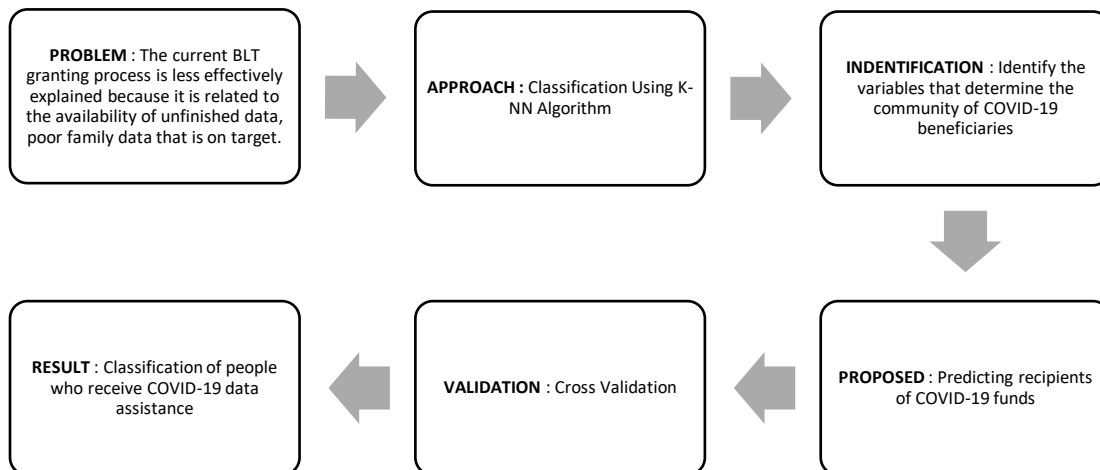 PROBLEM : The current BLT
granting process is less effectively
explained because it is related to
the availability of unfinished data,
poor family data that is on target.
APPROACH : Classification Using K-
NN Algorithm
INDENTIFICATION : Identify the
variables that determine the
community of COVID-19
beneficiaries
RESULT : Classification of people
who receive COVID-19 data
assistance
VALIDATION : Cross Validation
PROPOSED : Predicting recipients
of COVID-19 funds